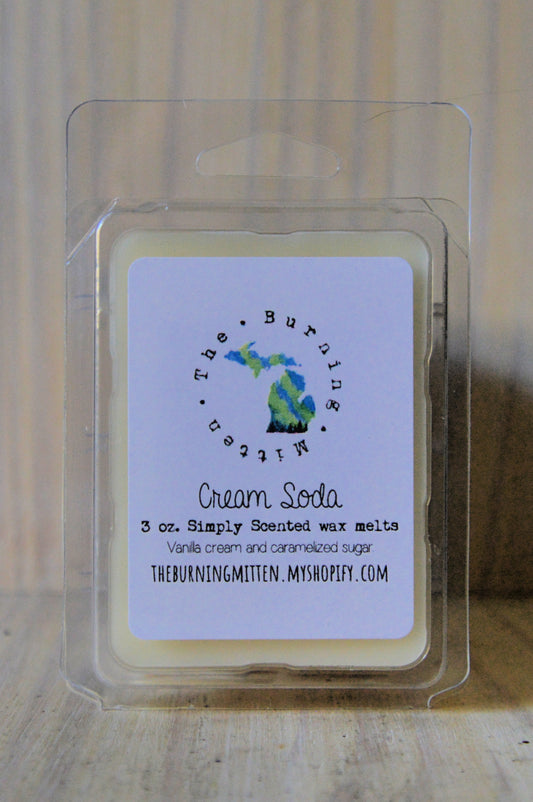 The • Burning • Mitten •
Cream Soda
3 oz. Simply Scented wax melts
Vanilla cream and caramelized sugar
THEBURNINGMITTEN.MYSHOPIFY.COM